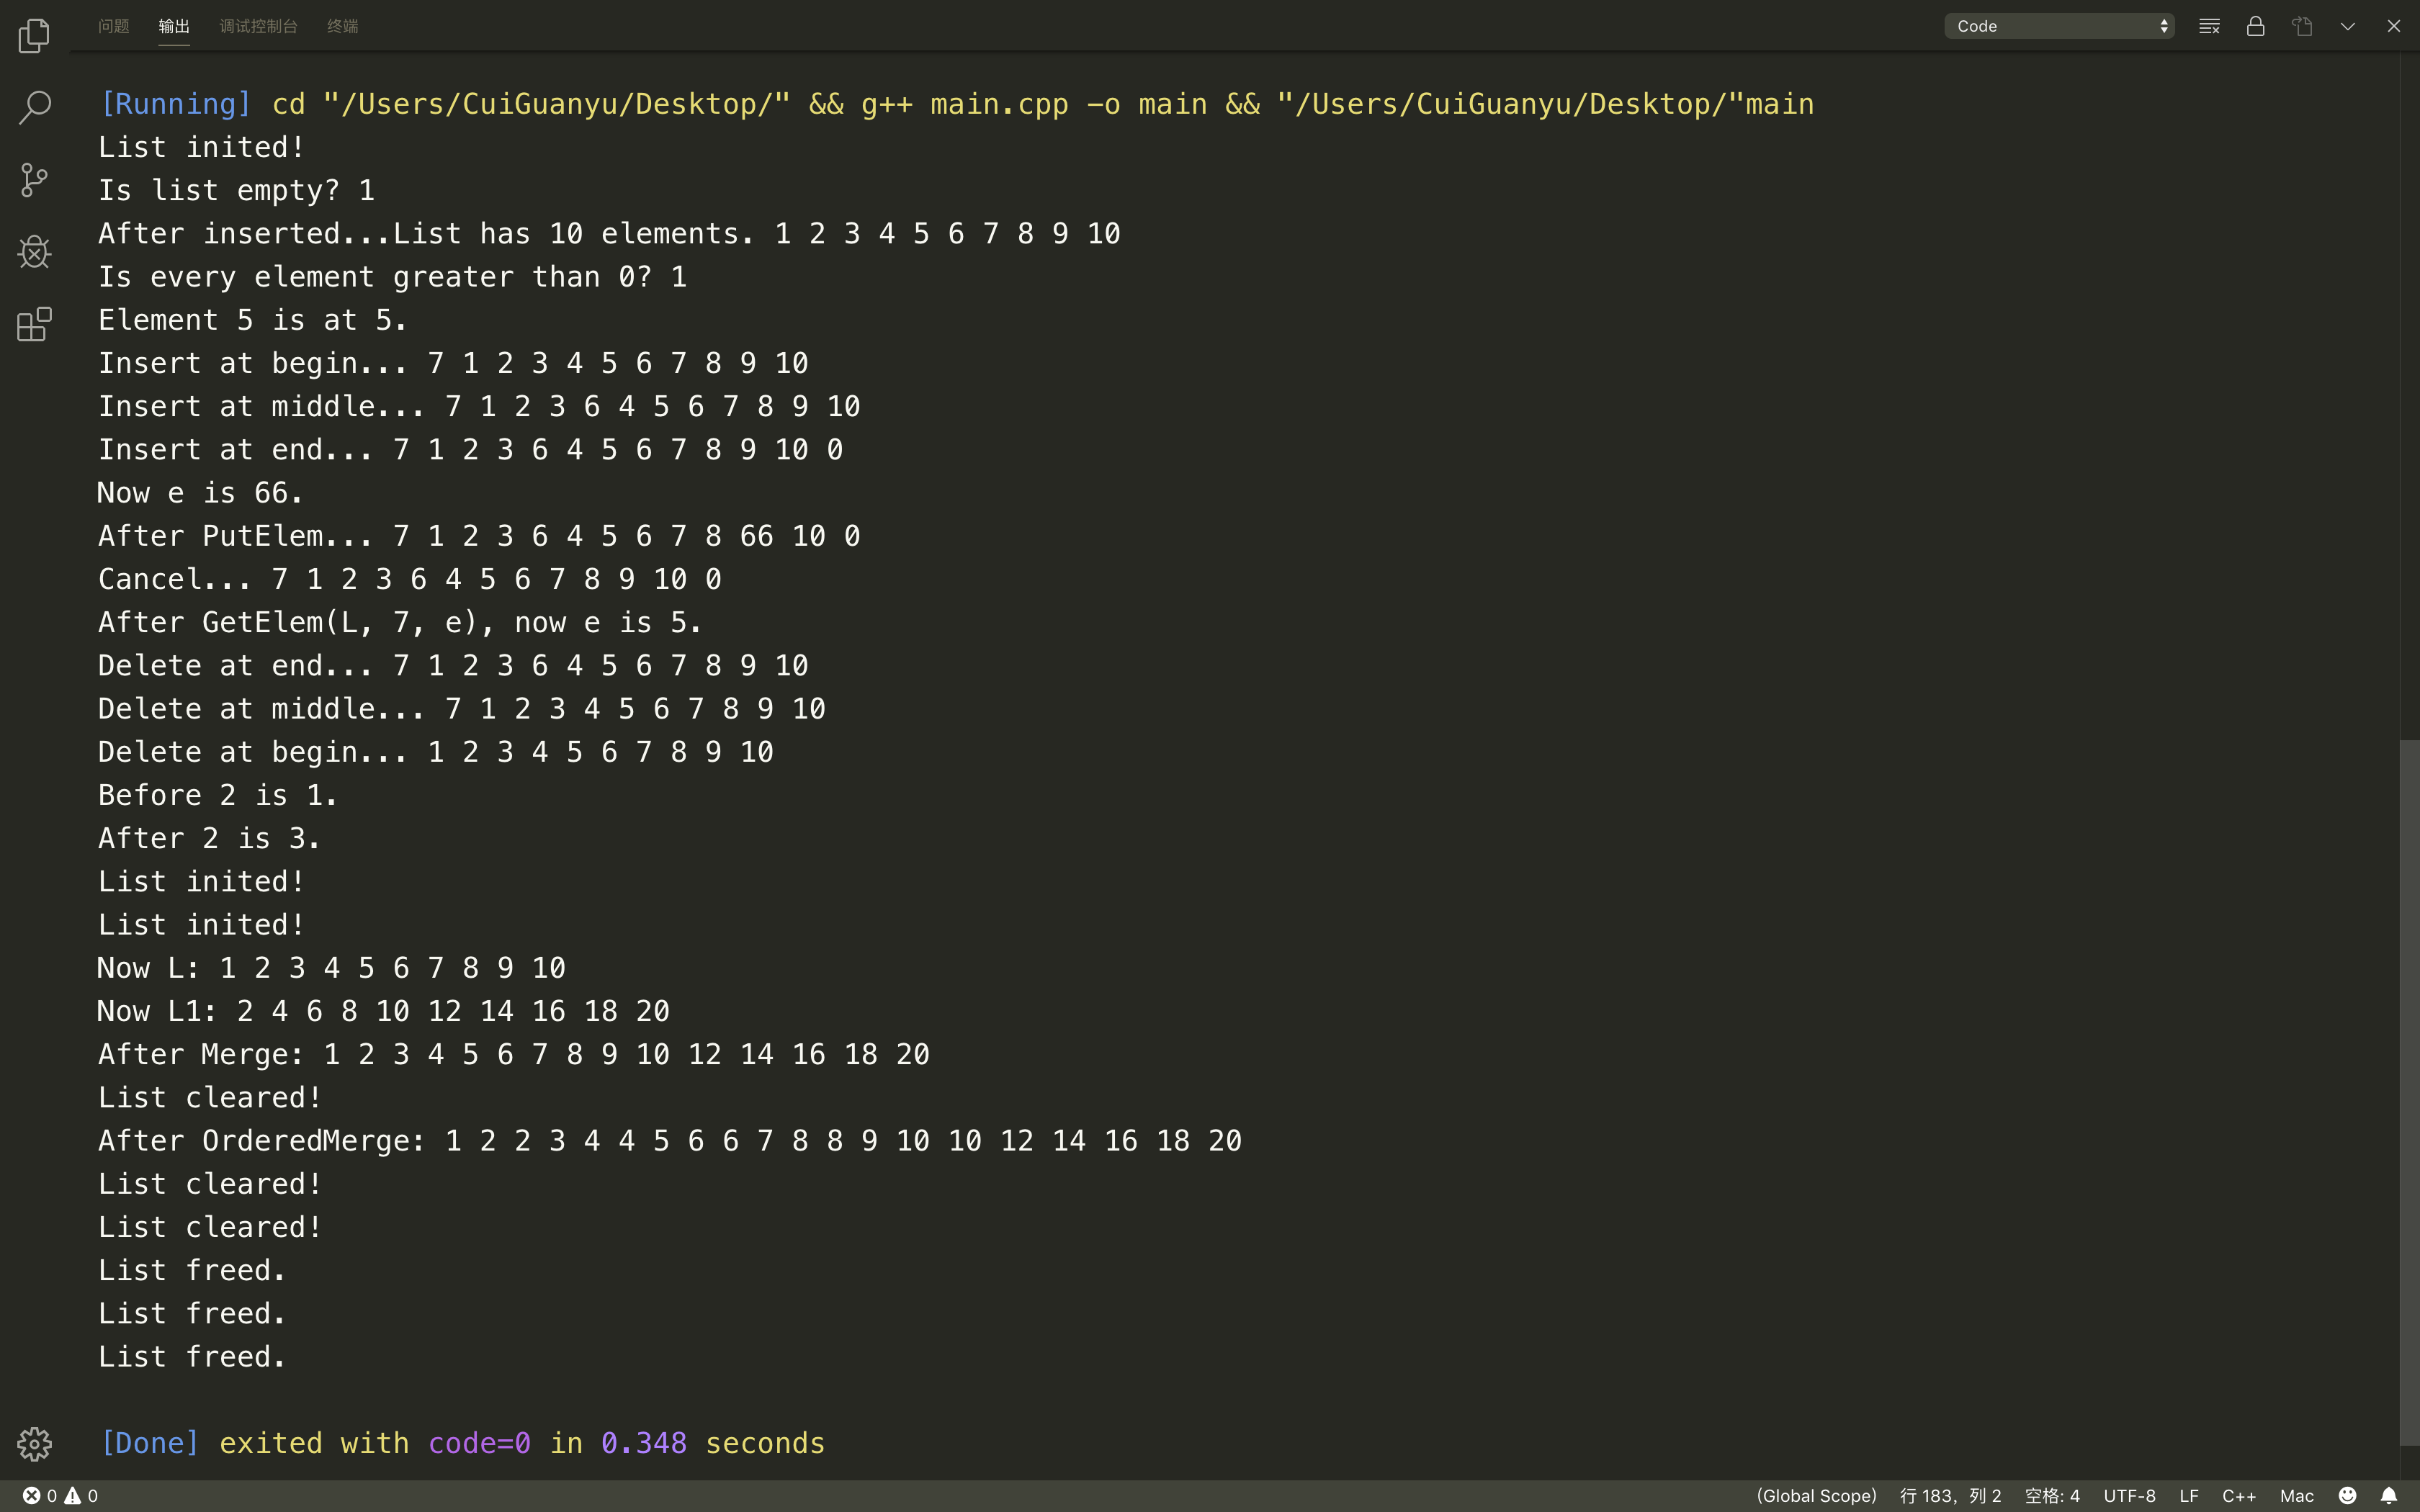 问题 输出 调试控制台 终端 Code
[Running] cd "/Users/CuiGuanyu/Desktop/" && g++ main.cpp -o main && "/Users/CuiGuanyu/Desktop/"main
List inited!
Is list empty? 1
After inserted...List has 10 elements. 1 2 3 4 5 6 7 8 9 10
Is every element greater than 0? 1
Element 5 is at 5.
Insert at begin... 7 1 2 3 4 5 6 7 8 9 10
Insert at middle... 7 1 2 3 6 4 5 6 7 8 9 10
Insert at end... 7 1 2 3 6 4 5 6 7 8 9 10 0
Now e is 66.
After PutElem... 7 1 2 3 6 4 5 6 7 8 66 10 0
Cancel... 7 1 2 3 6 4 5 6 7 8 9 10 0
After GetElem(L, 7, e), now e is 5.
Delete at end... 7 1 2 3 6 4 5 6 7 8 9 10
Delete at middle... 7 1 2 3 4 5 6 7 8 9 10
Delete at begin... 1 2 3 4 5 6 7 8 9 10
Before 2 is 1.
After 2 is 3.
List inited!
List inited!
Now L: 1 2 3 4 5 6 7 8 9 10
Now L1: 2 4 6 8 10 12 14 16 18 20
After Merge: 1 2 3 4 5 6 7 8 9 10 12 14 16 18 20
List cleared!
After OrderedMerge: 1 2 2 3 4 4 5 6 6 7 8 8 9 10 10 12 14 16 18 20
List cleared!
List cleared!
List freed.
List freed.
List freed.
[Done] exited with code=0 in 0.348 seconds
0 0 (Global Scope) 行 183，列 2 空格: 4 UTF-8 LF C++ Mac